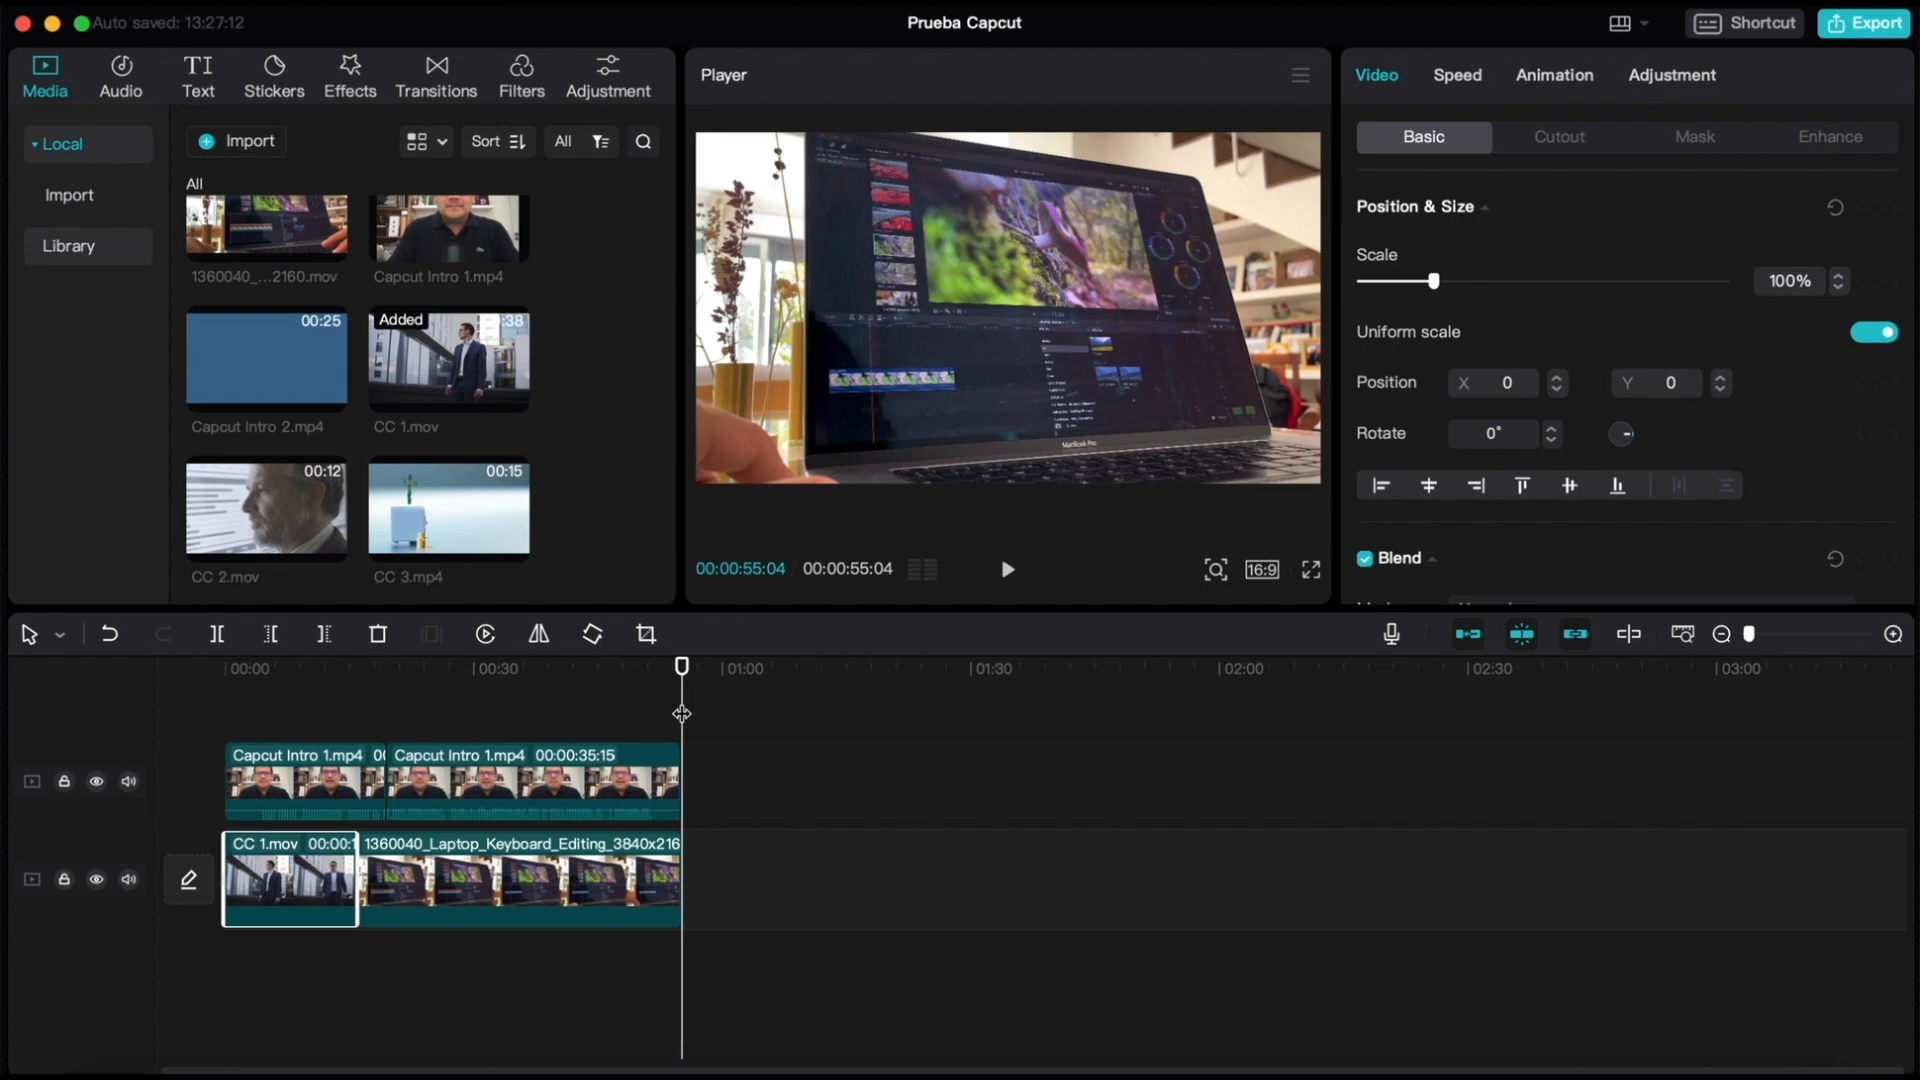 Auto saved: 13:27:12
Prueba Capcut
Shortcut
Export
Media
Audio
TI
Text
Stickers
Effects
Transitions
Filters
Adjustment
Local
Import
Library
Import
Sort
All
All
1360040_...2160.mov
Capcut Intro 1.mp4
00:25
Added
:38
Capcut Intro 2.mp4
CC 1.mov
00:12
00:15
CC 2.mov
CC 3.mp4
Player
MacBook Pro
00:00:55:04
00:00:55:04
16:9
Video
Speed
Animation
Adjustment
Basic
Cutout
Mask
Enhance
Position & Size
Scale
100%
Uniform scale
Position
X 0
Y 0
Rotate
0°
Blend
00:00
00:30
01:00
01:30
02:00
02:30
03:00
Capcut Intro 1.mp4 00
Capcut Intro 1.mp4 00:00:35:15
CC 1.mov 00:00:1
1360040_Laptop_Keyboard_Editing_3840x216